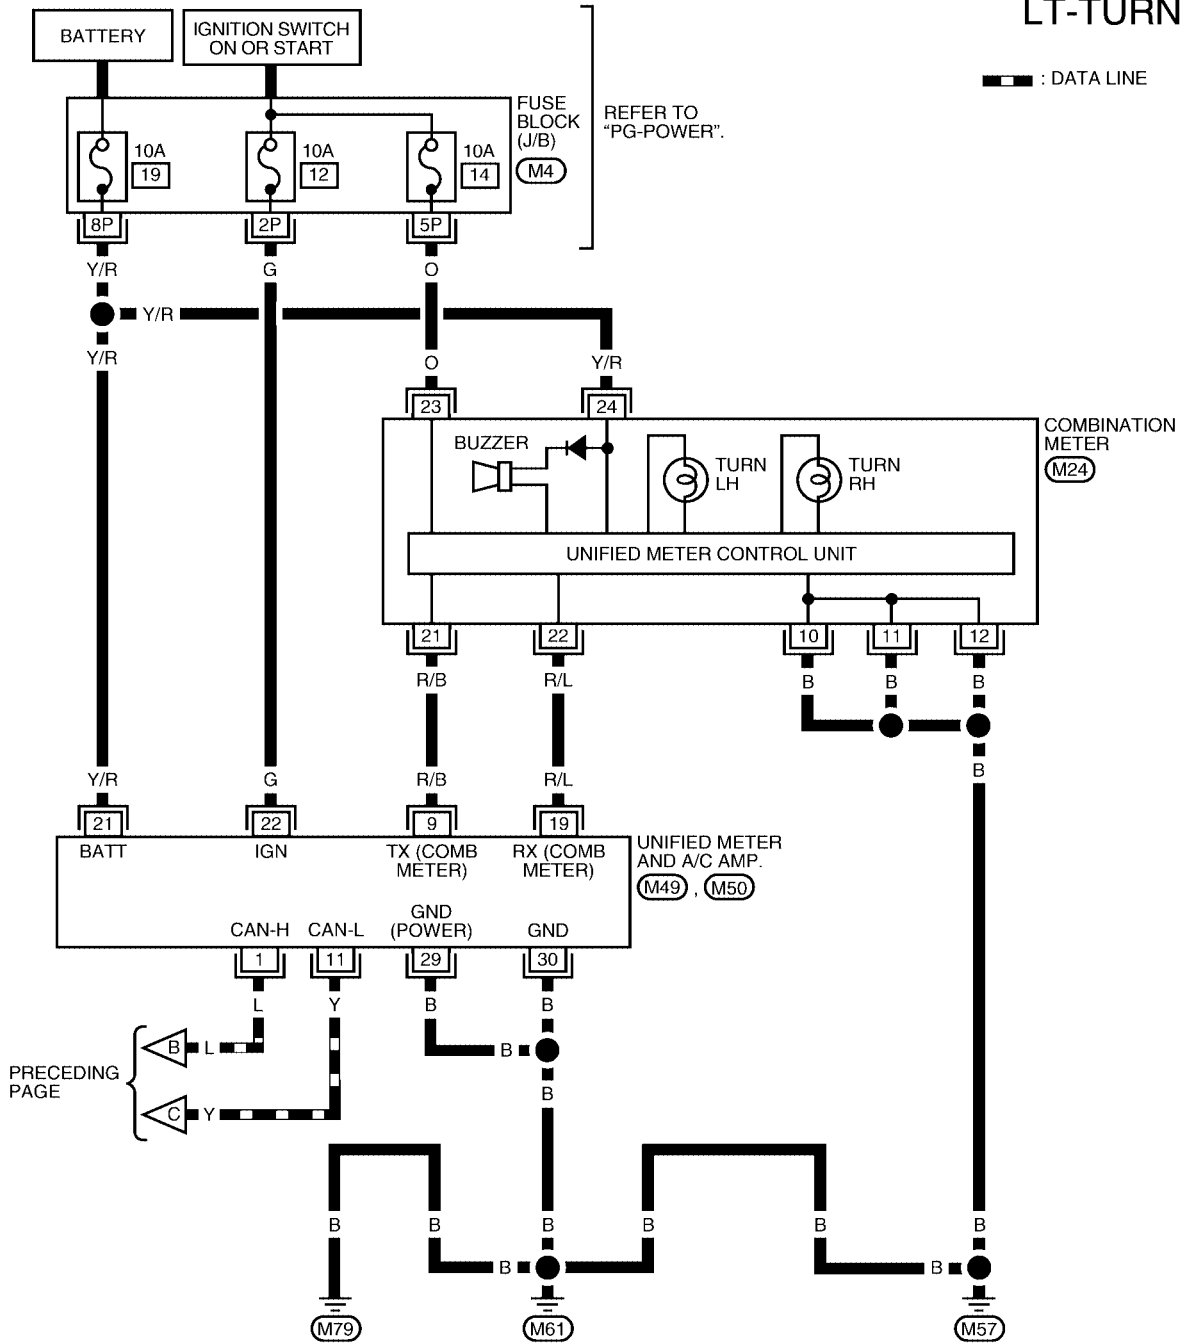 LT-TURN
BATTERY
IGNITION SWITCH
ON OR START
: DATA LINE
FUSE
BLOCK
(J/B)
M4
REFER TO
"PG-POWER".
10A
19
10A
12
10A
14
8P
2P
5P
Y/R
G
O
Y/R
Y/R
O
Y/R
23
24
COMBINATION
METER
M24
BUZZER
TURN
LH
TURN
RH
UNIFIED METER CONTROL UNIT
21
22
10
11
12
R/B
R/L
B
B
B
B
Y/R
G
R/B
R/L
21
22
9
19
BATT
IGN
TX (COMB
METER)
RX (COMB
METER)
UNIFIED METER
AND A/C AMP.
M49 , M50
CAN-H
CAN-L
GND
(POWER)
GND
1
11
29
30
L
Y
B
B
B
L
B
PRECEDING
PAGE
C
Y
B
B
B
B
B
B
B
B
B
M79
M61
M57